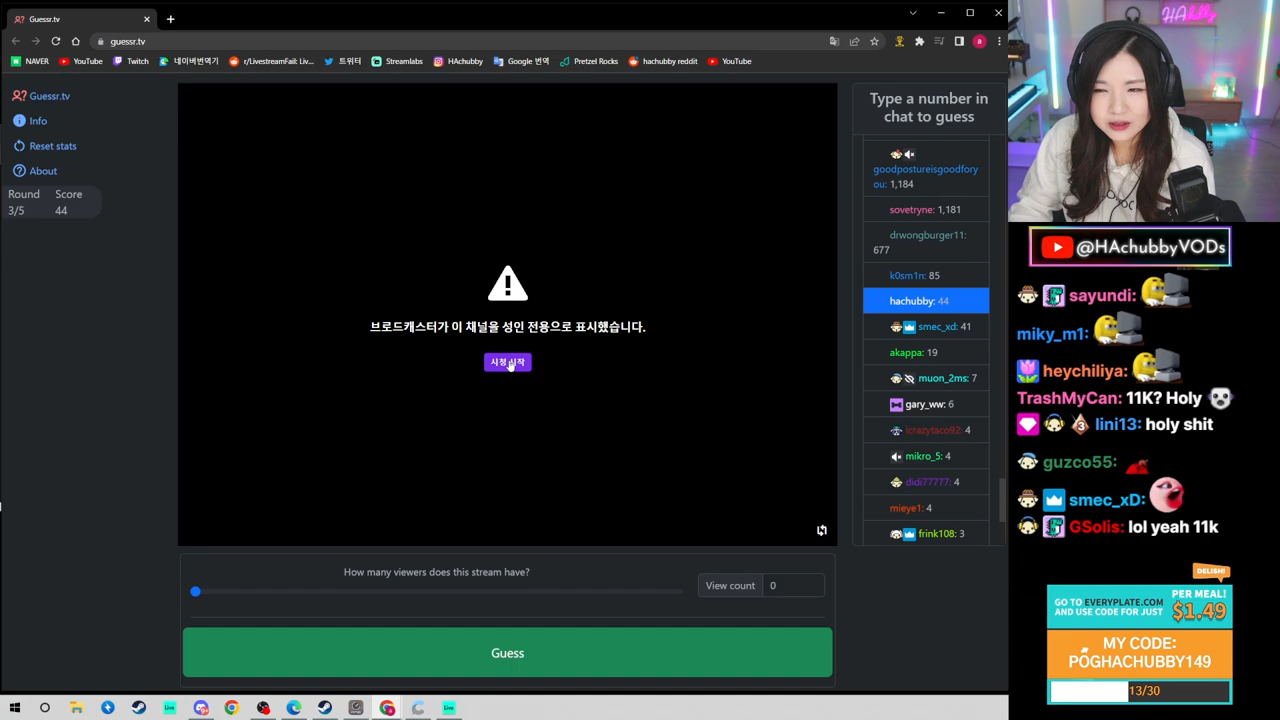 Guessr.tv
guessr.tv
NAVER
YouTube
Twitch
네이버번역기
r/LivestreamFail: Liv...
트위터
Streamlabs
HAchubby
Google 번역
Pretzel Rocks
hachubby reddit
YouTube
Guessr.tv
Info
Reset stats
About
Round Score
3/5 44
브로드캐스터가 이 채널을 성인 전용으로 표시했습니다.
시청 시작
How many viewers does this stream have?
View count 0
Guess
Type a number in
chat to guess
goodpostureisgoodfory
ou: 1,184
sovetryne: 1,181
drwongburger11:
677
k0sm1n: 85
hachubby: 44
smec_xd: 41
akappa: 19
muon_2ms: 7
gary_ww: 6
icrazytaco92: 4
mikro_5: 4
didi77777: 4
mieye1: 4
frink108: 3
HAchubby
@HAchubbyVODs
sayundi:
miky_m1:
heychiliya:
TrashMyCan: 11K? Holy
lini13: holy shit
guzco55:
smec_xD:
GSolis: lol yeah 11k
DELISH!
GO TO EVERYPLATE.COM
AND USE CODE FOR JUST
PER MEAL!
$1.49
MY CODE:
POGHACHUBBY149
13/30